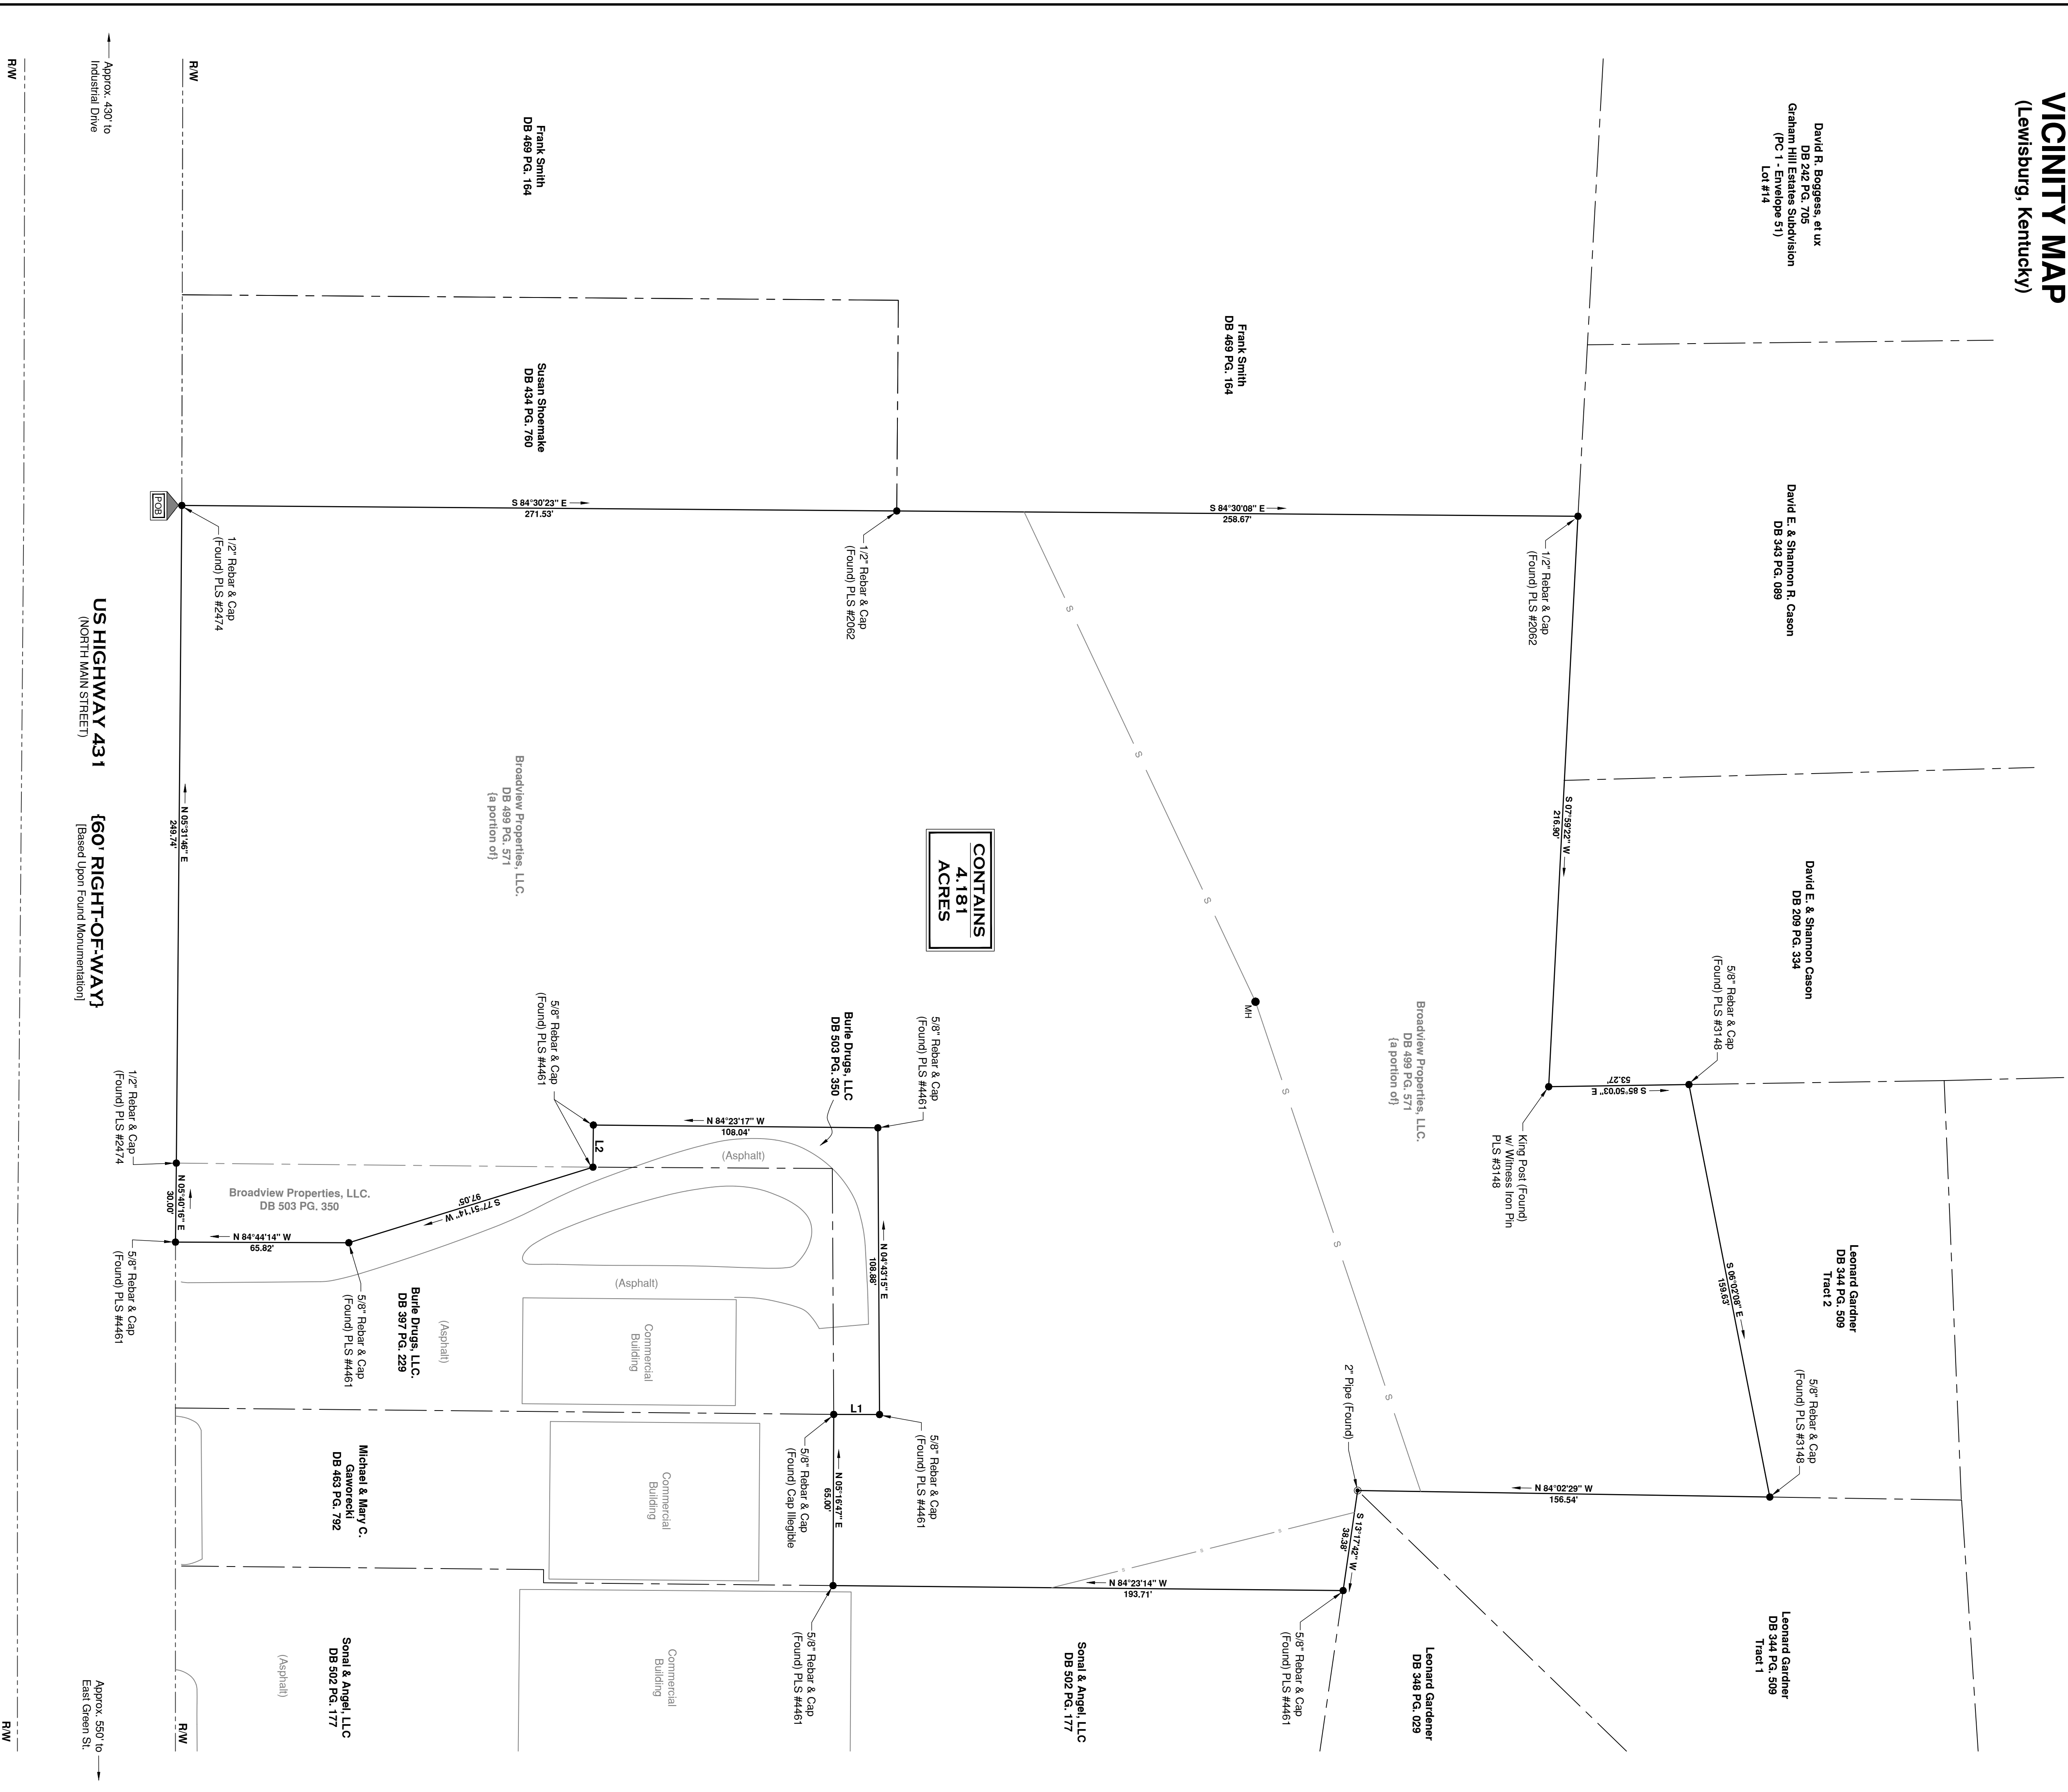 VICINITY MAP
(Lewisburg, Kentucky)
David R. Boggess, et ux
DB 242 PG. 705
Graham Hill Estates Subdvision
(PC 1 - Envelope 51)
Lot #14
David E. & Shannon R. Cason
DB 343 PG. 089
David E. & Shannon Cason
DB 209 PG. 334
Leonard Gardner
DB 344 PG. 509
Tract 2
Leonard Gardner
DB 344 PG. 509
Tract 1
5/8" Rebar & Cap
(Found) PLS #3148
5/8" Rebar & Cap
(Found) PLS #3148
S 06°02'08" E
159.63'
S 85°50'03" E
53.27'
S 07°59'22" W
216.90'
1/2" Rebar & Cap
(Found) PLS #2062
King Post (Found)
w/ Witness Iron Pin
PLS #3148
N 84°02'29" W
156.54'
Leonard Gardener
DB 348 PG. 029
Broadview Properties, LLC.
DB 499 PG. 571
{a portion of}
2" Pipe (Found)
S 13°17'42" W
38.38'
5/8" Rebar & Cap
(Found) PLS #4461
Frank Smith
DB 469 PG. 164
S 84°30'08" E
258.67'
MH
S
S
S
S
S
S
S
N 84°23'14" W
193.71'
Sonal & Angel, LLC
DB 502 PG. 177
CONTAINS
4.181
ACRES
1/2" Rebar & Cap
(Found) PLS #2062
5/8" Rebar & Cap
(Found) PLS #4461
5/8" Rebar & Cap
(Found) PLS #4461
Burle Drugs, LLC
DB 503 PG. 350
N 04°43'15" E
108.88'
L1
N 05°16'47" E
65.00'
5/8" Rebar & Cap
(Found) Cap Illegible
5/8" Rebar & Cap
(Found) PLS #4461
N 84°23'17" W
108.04'
(Asphalt)
(Asphalt)
Commercial
Building
Commercial
Building
Commercial
Building
L2
5/8" Rebar & Cap
(Found) PLS #4461
Frank Smith
DB 469 PG. 164
Susan Shoemake
DB 434 PG. 760
S 84°30'23" E
271.53'
Broadview Properties, LLC.
DB 499 PG. 571
{a portion of}
S 77°51'14" W
97.05'
(Asphalt)
Burle Drugs, LLC.
DB 397 PG. 229
5/8" Rebar & Cap
(Found) PLS #4461
Michael & Mary C.
Gaworecki
DB 463 PG. 792
Sonal & Angel, LLC
DB 502 PG. 177
(Asphalt)
Broadview Properties, LLC.
DB 503 PG. 350
N 84°44'14" W
65.82'
1/2" Rebar & Cap
(Found) PLS #2474
POB
N 05°31'46" E
249.74'
N 05°40'16" E
30.00'
1/2" Rebar & Cap
(Found) PLS #2474
5/8" Rebar & Cap
(Found) PLS #4461
R/W
R/W
Approx. 430' to
Industrial Drive
US HIGHWAY 431 {60' RIGHT-OF-WAY}
(NORTH MAIN STREET) [Based Upon Found Monumentation]
Approx. 550' to
East Green St.
R/W
R/W